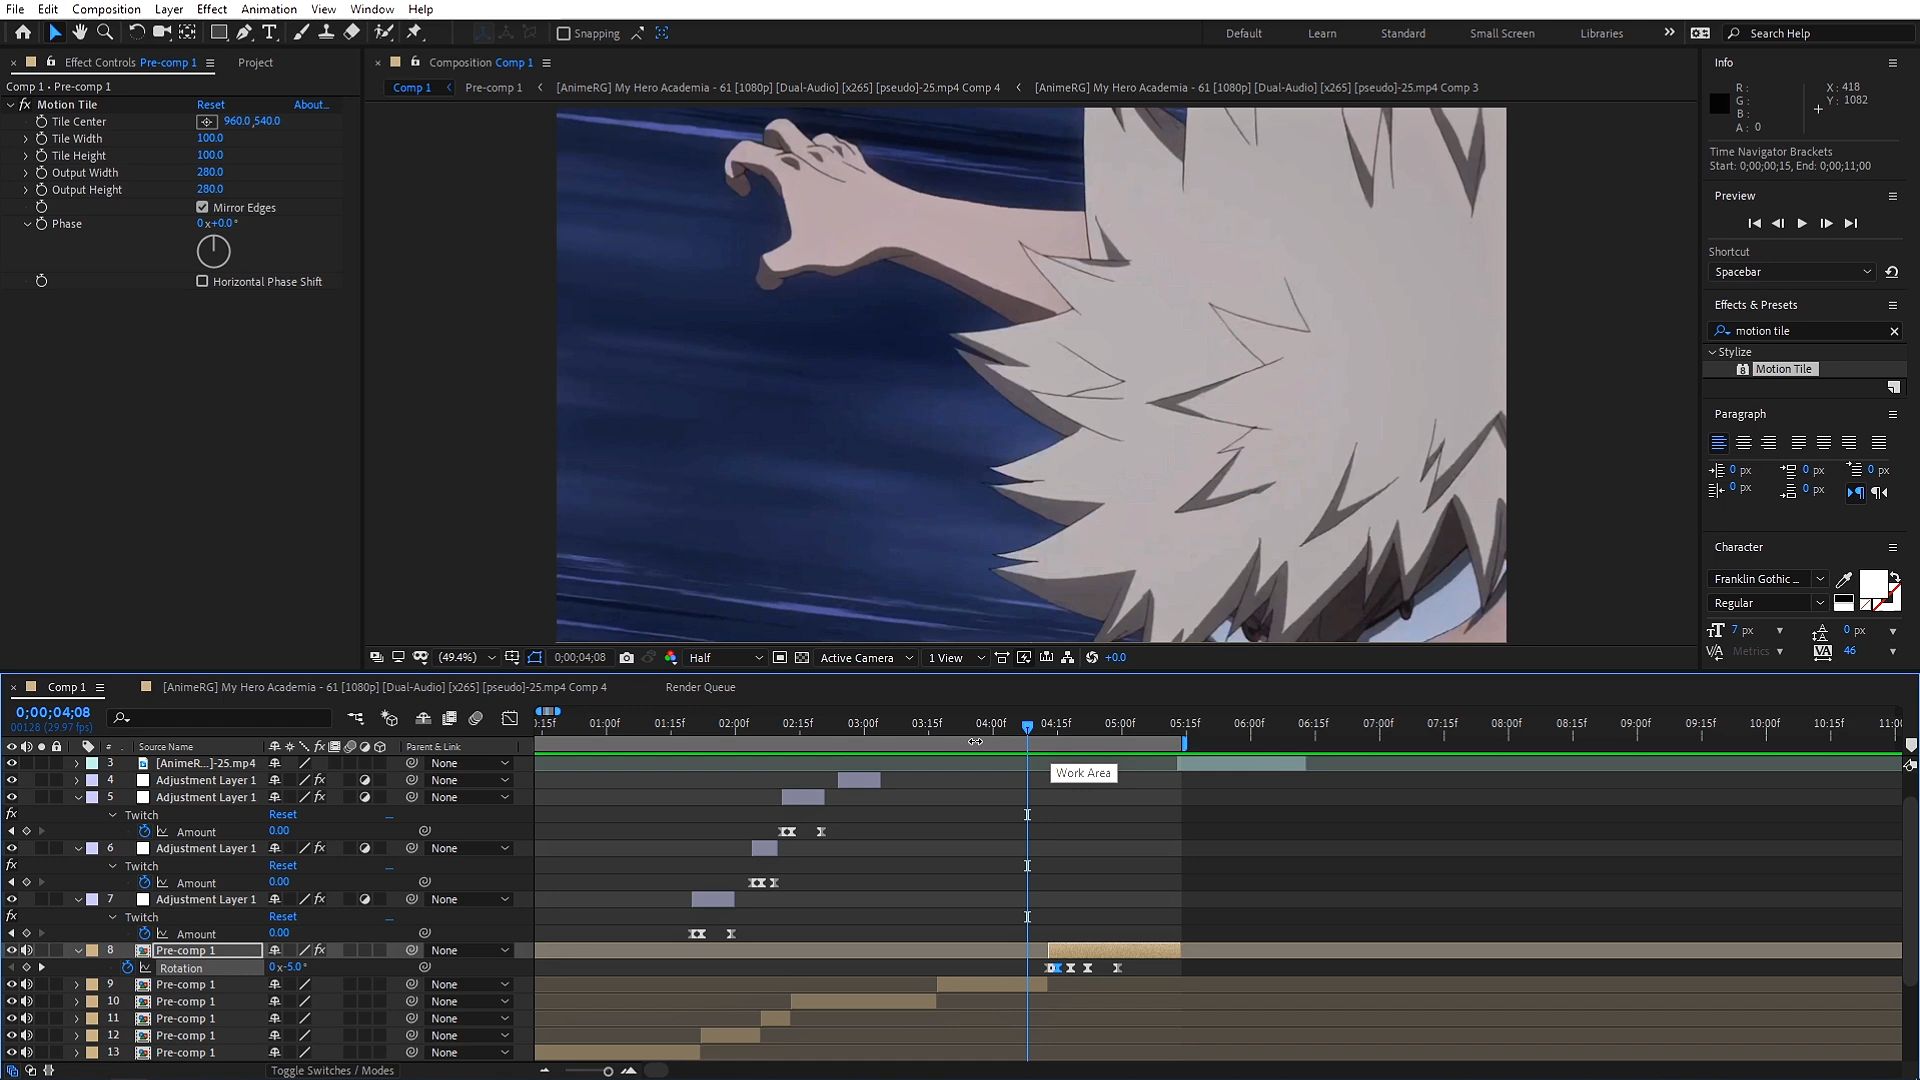 File Edit Composition Layer Effect Animation View Window Help
Snapping
Default Learn Standard Small Screen Libraries Search Help
Effect Controls Pre-comp 1 Project
Comp 1 • Pre-comp 1
fx Motion Tile Reset About...
Tile Center 960.0,540.0
Tile Width 100.0
Tile Height 100.0
Output Width 280.0
Output Height 280.0
Mirror Edges
Phase 0x+0.0°
Horizontal Phase Shift
Composition Comp 1
Comp 1 Pre-comp 1 [AnimeRG] My Hero Academia - 61 [1080p] [Dual-Audio] [x265] [pseudo]-25.mp4 Comp 4 [AnimeRG] My Hero Academia - 61 [1080p] [Dual-Audio] [x265] [pseudo]-25.mp4 Comp 3
(49.4%) 0;00;04;08 Half Active Camera 1 View +0.0
Info
R: X: 418
G: Y: 1082
B:
A: 0
Time Navigator Brackets
Start: 0;00;00;15, End: 0;00;11;00
Preview
Shortcut
Spacebar
Effects & Presets
motion tile
Stylize
Motion Tile
Paragraph
0 px 0 px 0 px
0 px 0 px
Character
Franklin Gothic ...
Regular
7 px 0 px
Metrics 46
Comp 1 [AnimeRG] My Hero Academia - 61 [1080p] [Dual-Audio] [x265] [pseudo]-25.mp4 Comp 4 Render Queue
0;00;04;08
00128 (29.97 fps)
:15f 01:00f 01:15f 02:00f 02:15f 03:00f 03:15f 04:00f 04:15f 05:00f 05:15f 06:00f 06:15f 07:00f 07:15f 08:00f 08:15f 09:00f 09:15f 10:00f 10:15f 11:00
# Source Name fx Parent & Link
3 [AnimeR...]-25.mp4 None
Work Area
4 Adjustment Layer 1 fx None
5 Adjustment Layer 1 fx None
fx Twitch Reset
Amount 0.00
6 Adjustment Layer 1 fx None
fx Twitch Reset
Amount 0.00
7 Adjustment Layer 1 fx None
fx Twitch Reset
Amount 0.00
8 Pre-comp 1 fx None
Rotation 0x-5.0°
9 Pre-comp 1 None
10 Pre-comp 1 None
11 Pre-comp 1 None
12 Pre-comp 1 None
13 Pre-comp 1 None
Toggle Switches / Modes